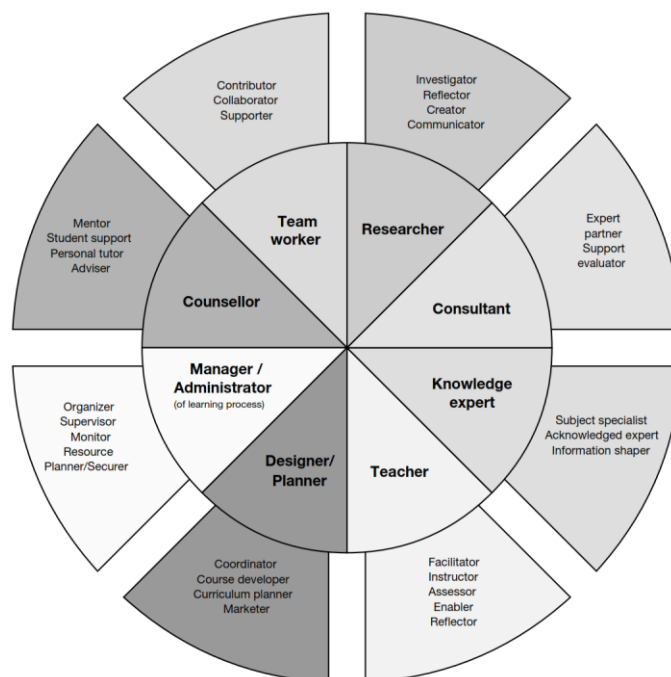 Contributor
Collaborator
Supporter
Investigator
Reflector
Creator
Communicator
Mentor
Student support
Personal tutor
Adviser
Team
worker
Researcher
Expert
partner
Support
evaluator
Counsellor
Consultant
Manager /
Administrator
(of learning process)
Knowledge
expert
Organizer
Supervisor
Monitor
Resource
Planner/Securer
Designer/
Planner
Teacher
Subject specialist
Acknowledged expert
Information shaper
Coordinator
Course developer
Curriculum planner
Marketer
Facilitator
Instructor
Assessor
Enabler
Reflector